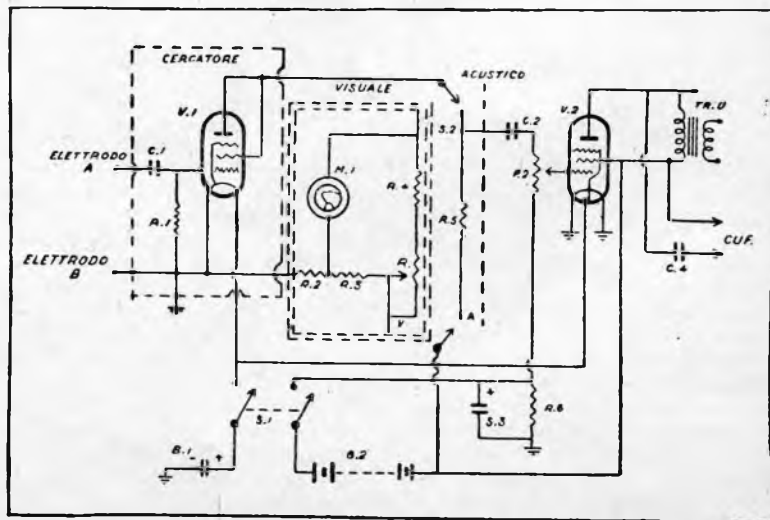 CERCATORE
VISUALE
ACUSTICO
V.1
V.2
TR.U
C.1
C.2
S.2
ELETTRODO
A
M.1
R.4
P.2
R.5
R.1
CUF.
C.4
ELETTRODO
B
R.2
R.3
V
A
S.1
S.3
R.6
B.1
- +
+
B.2